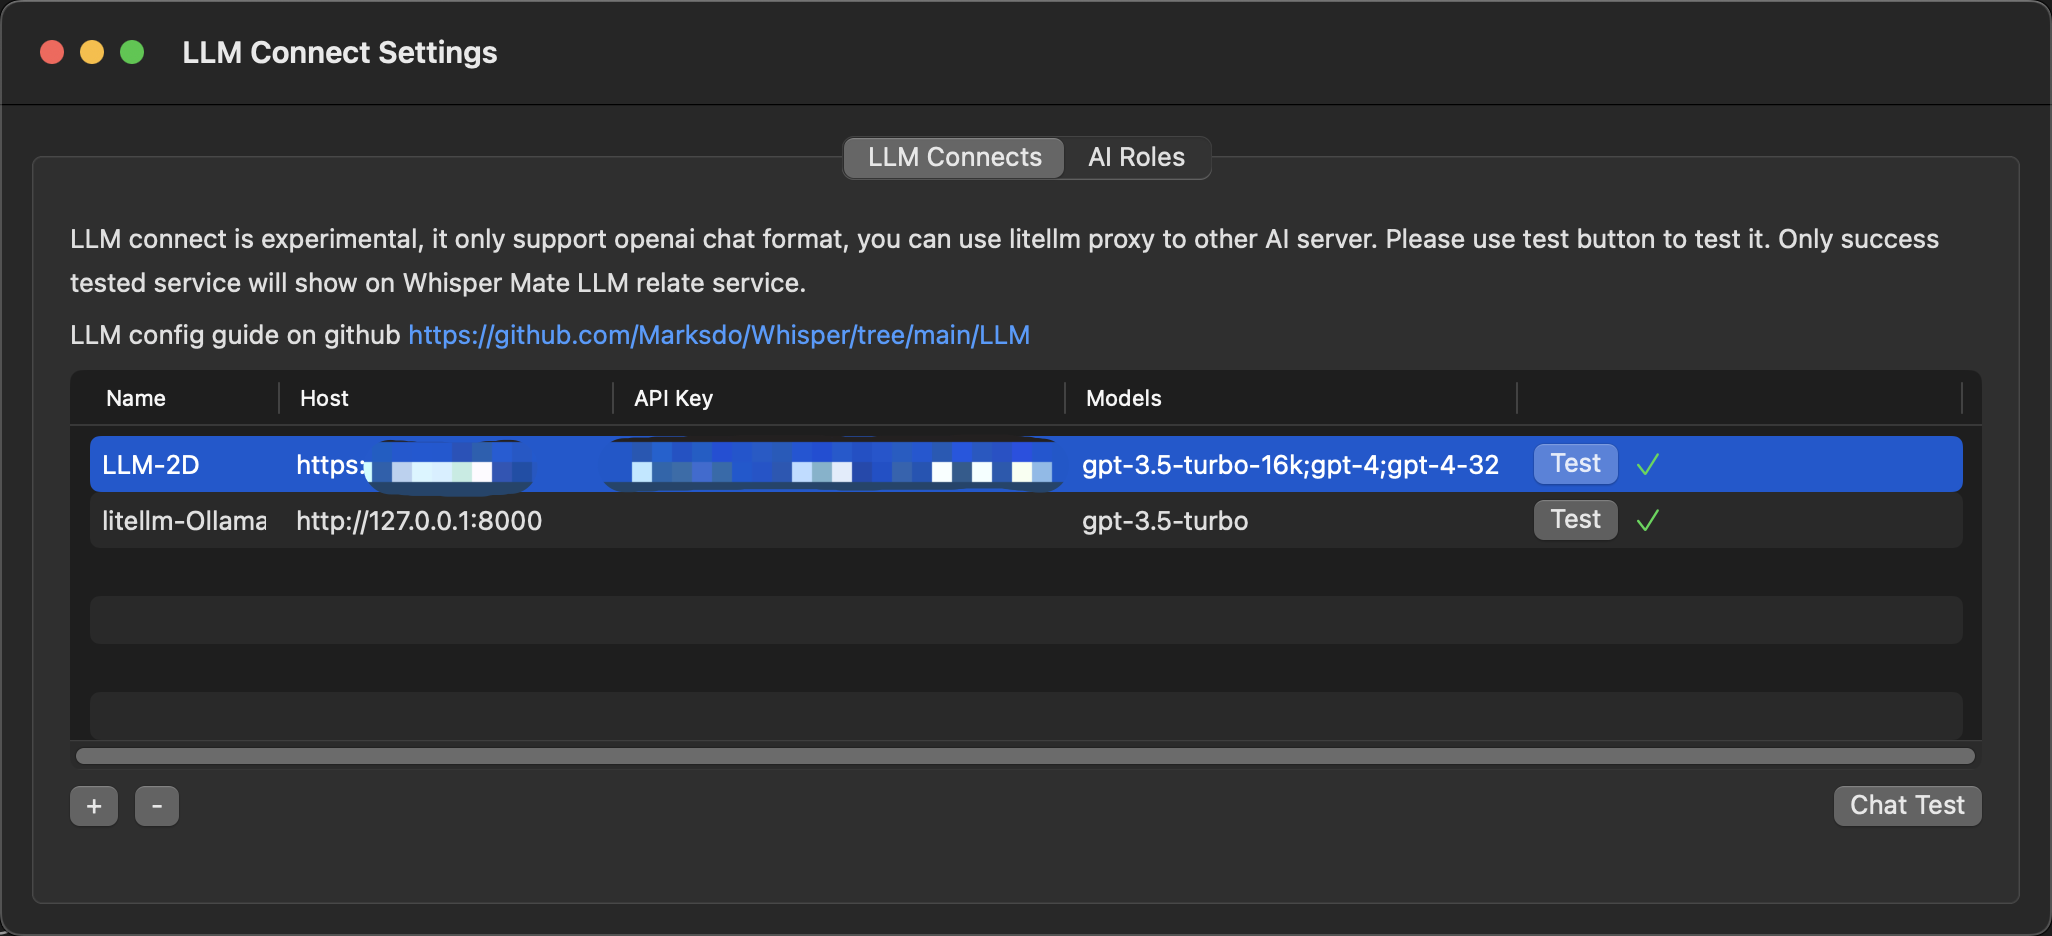 LLM Connect Settings
LLM Connects AI Roles
LLM connect is experimental, it only support openai chat format, you can use litellm proxy to other AI server. Please use test button to test it. Only success
tested service will show on Whisper Mate LLM relate service.
LLM config guide on github https://github.com/Marksdo/Whisper/tree/main/LLM
Name Host API Key Models
LLM-2D https: gpt-3.5-turbo-16k;gpt-4;gpt-4-32 Test
litellm-Ollama http://127.0.0.1:8000 gpt-3.5-turbo Test
+ - Chat Test